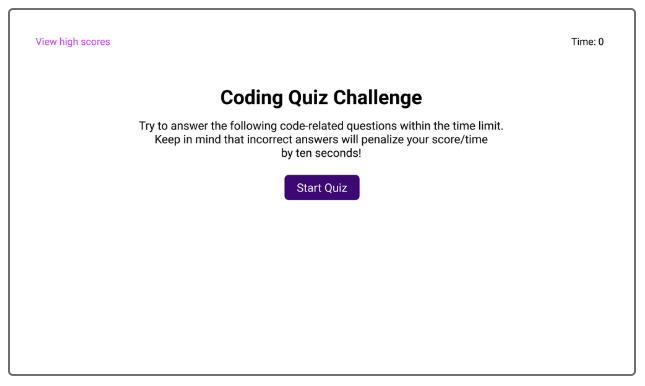 View high scores
Time: 0
Coding Quiz Challenge
Try to answer the following code-related questions within the time limit.
Keep in mind that incorrect answers will penalize your score/time
by ten seconds!
Start Quiz